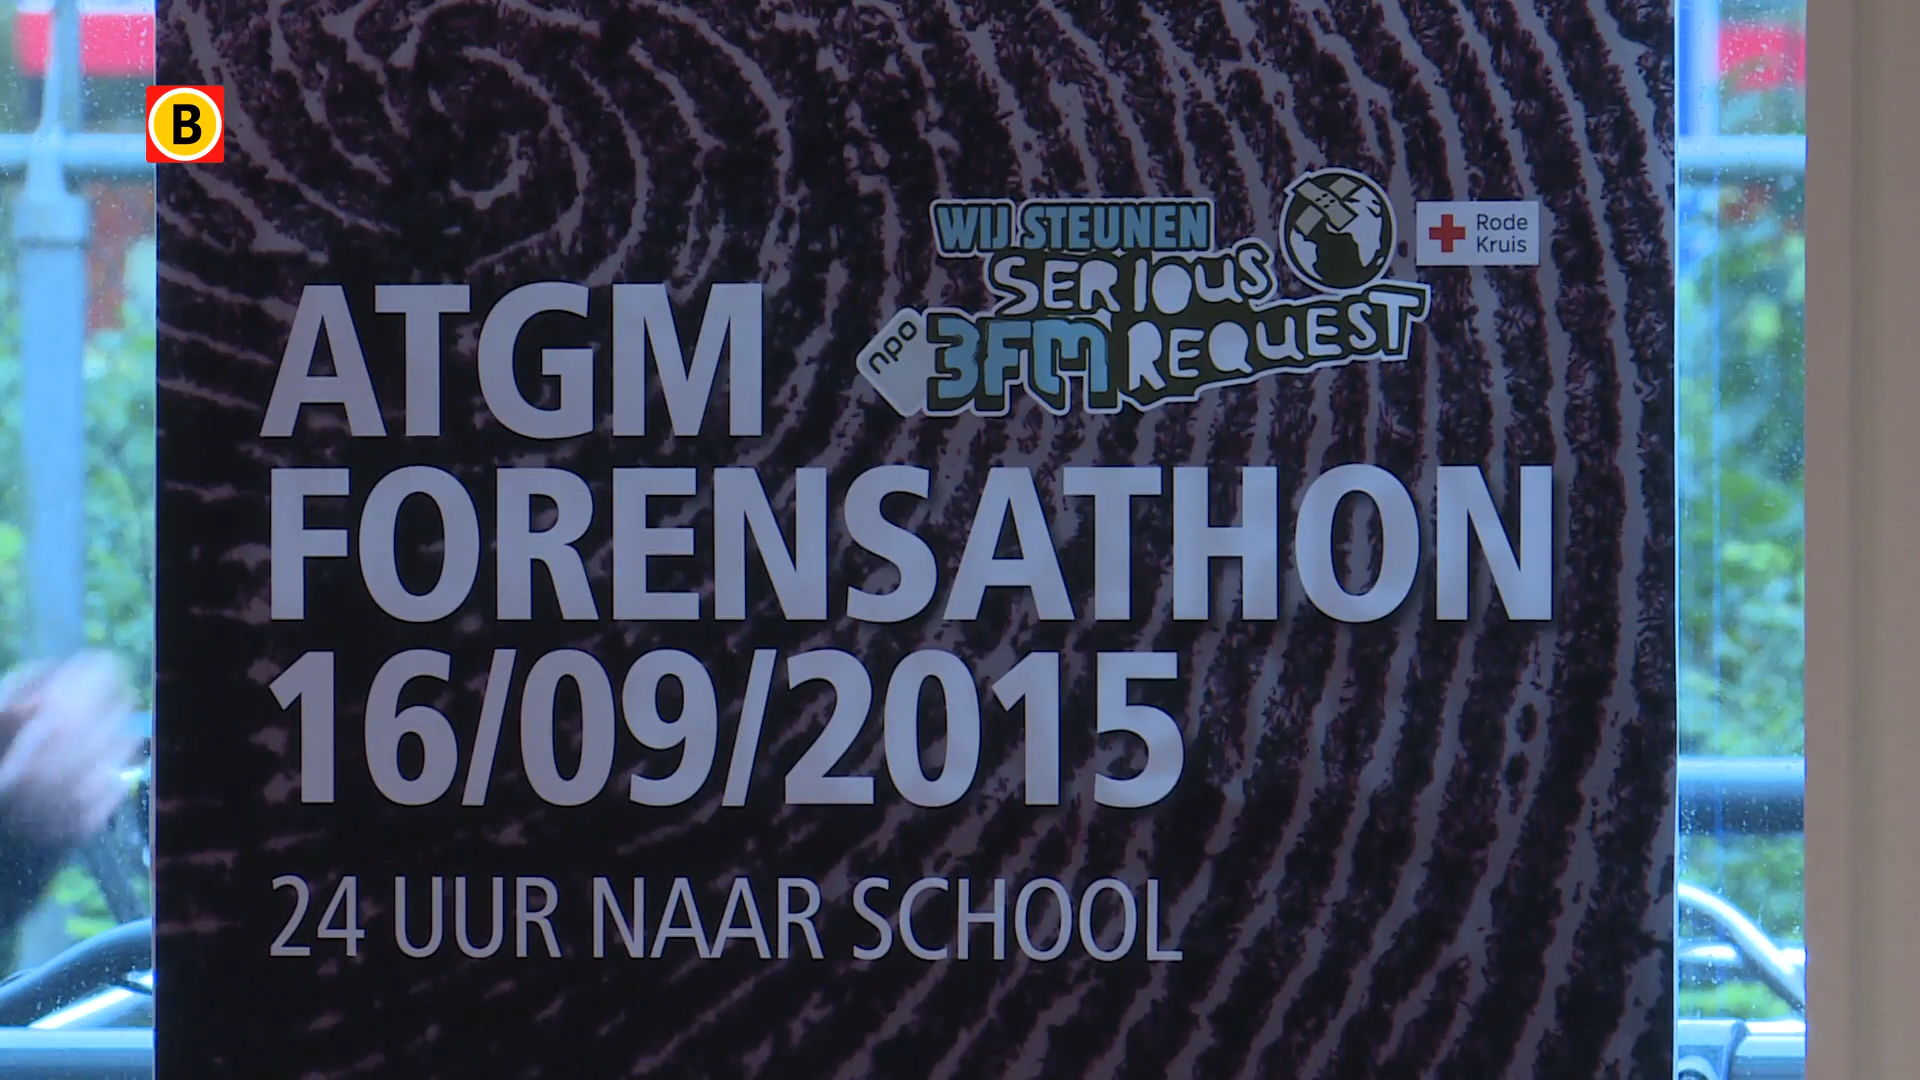 B
WIJ STEUNEN
SERIOUS
npo 3FM REQUEST
Rode
Kruis
ATGM
FORENSATHON
16/09/2015
24 UUR NAAR SCHOOL